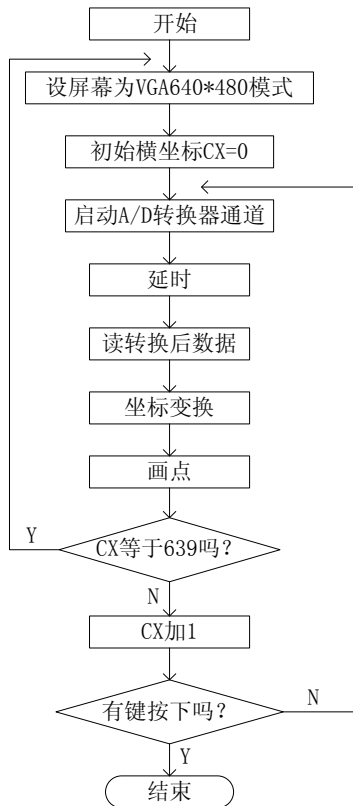 开始
设屏幕为VGA640*480模式
初始横坐标CX=0
启动A/D转换器通道
延时
读转换后数据
坐标变换
画点
Y
CX等于639吗?
N
CX加1
有键按下吗?
N
Y
结束